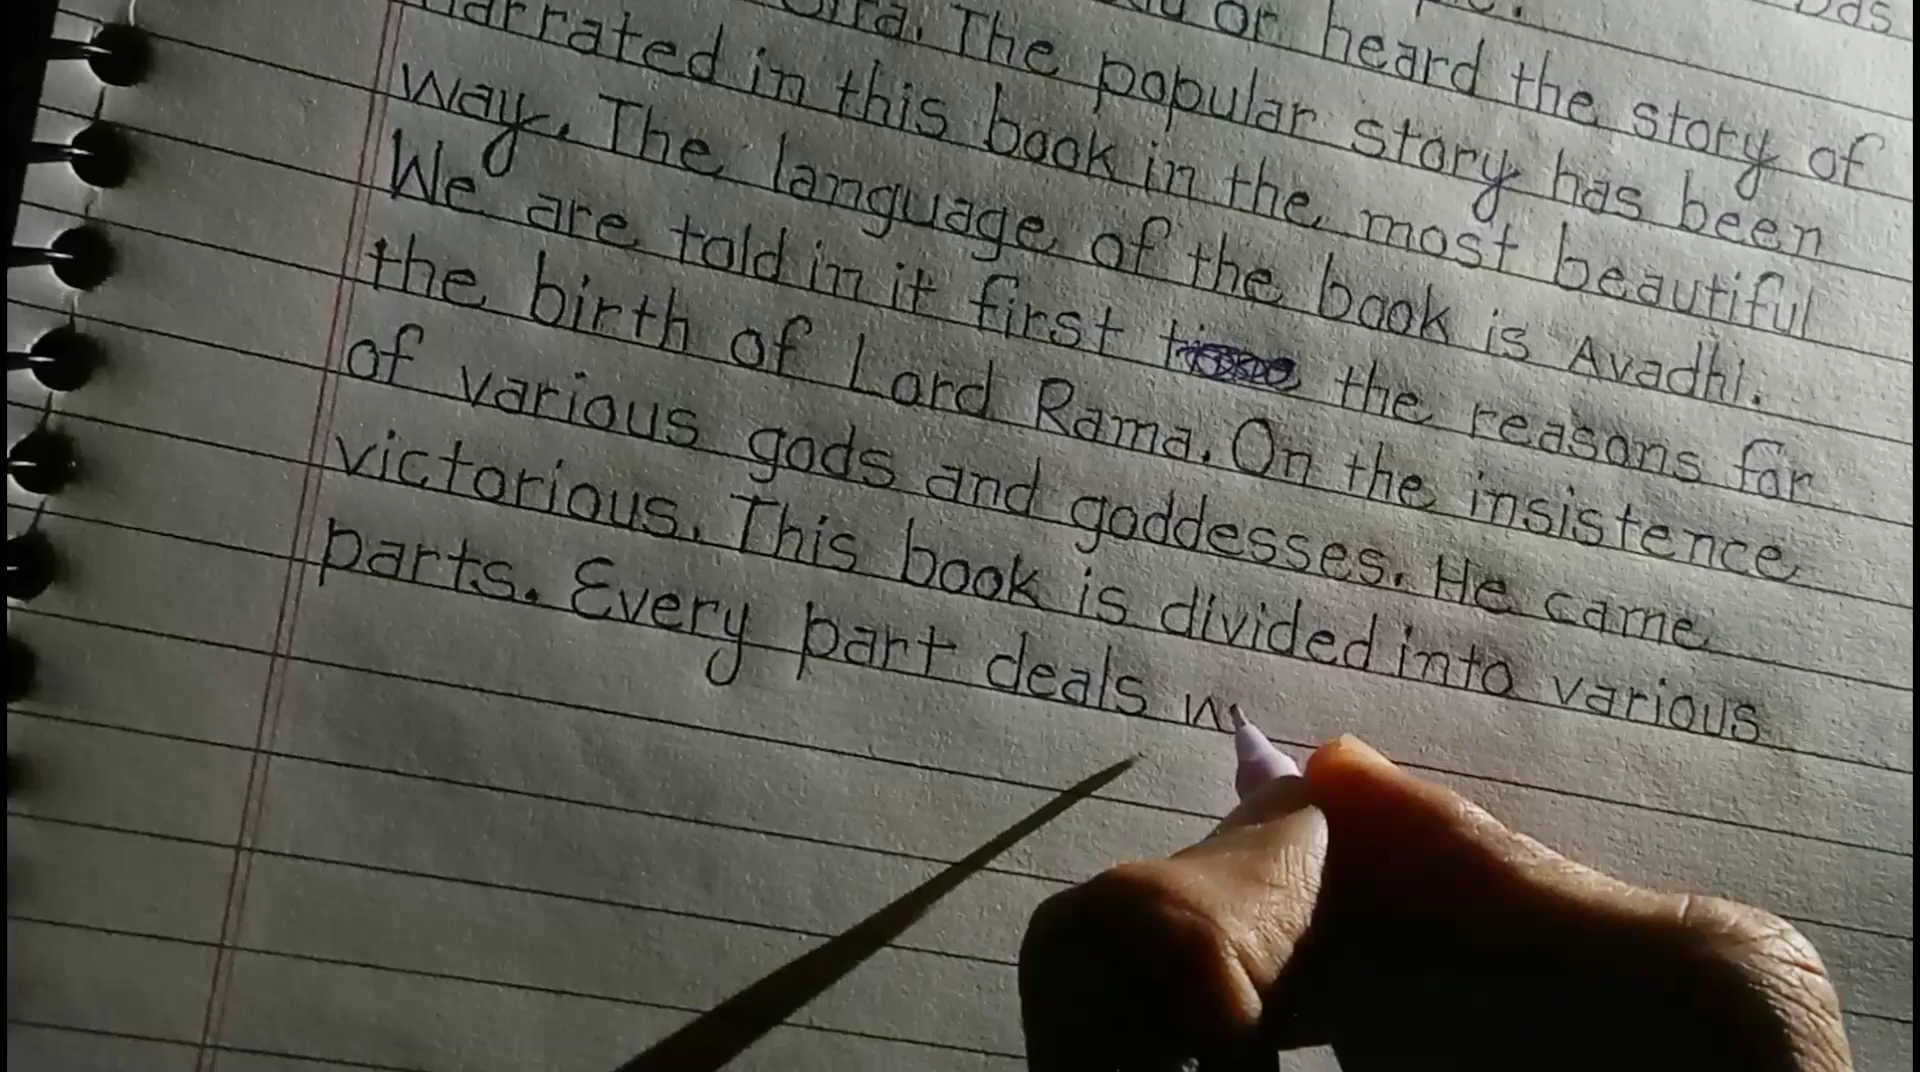 or heard the story of
The popular story has been
narrated in this book in the most beautiful
way. The language of the book is Avadhi.
We are told in it first the reasons for
the birth of Lord Rama. On the insistence
of various gods and goddesses. He came
victorious. This book is divided into various
parts. Every part deals w